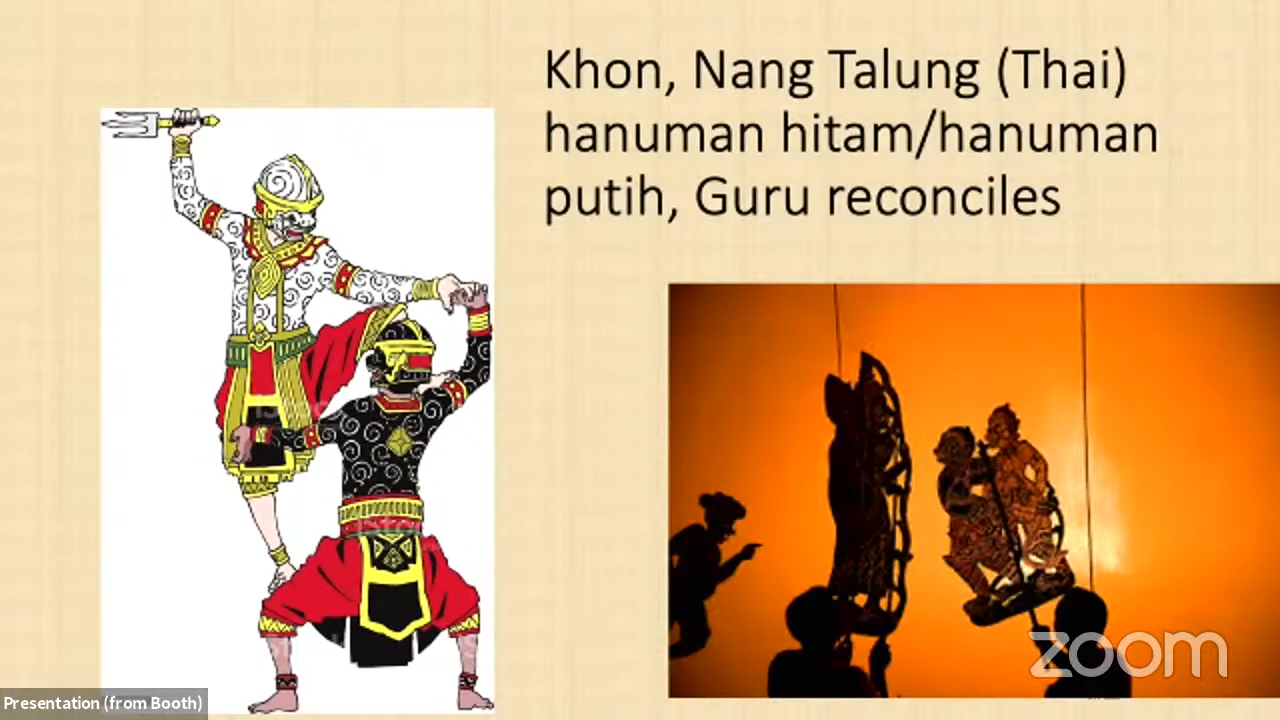 Khon, Nang Talung (Thai)
hanuman hitam/hanuman
putih, Guru reconciles
zoom
Presentation (from Booth)